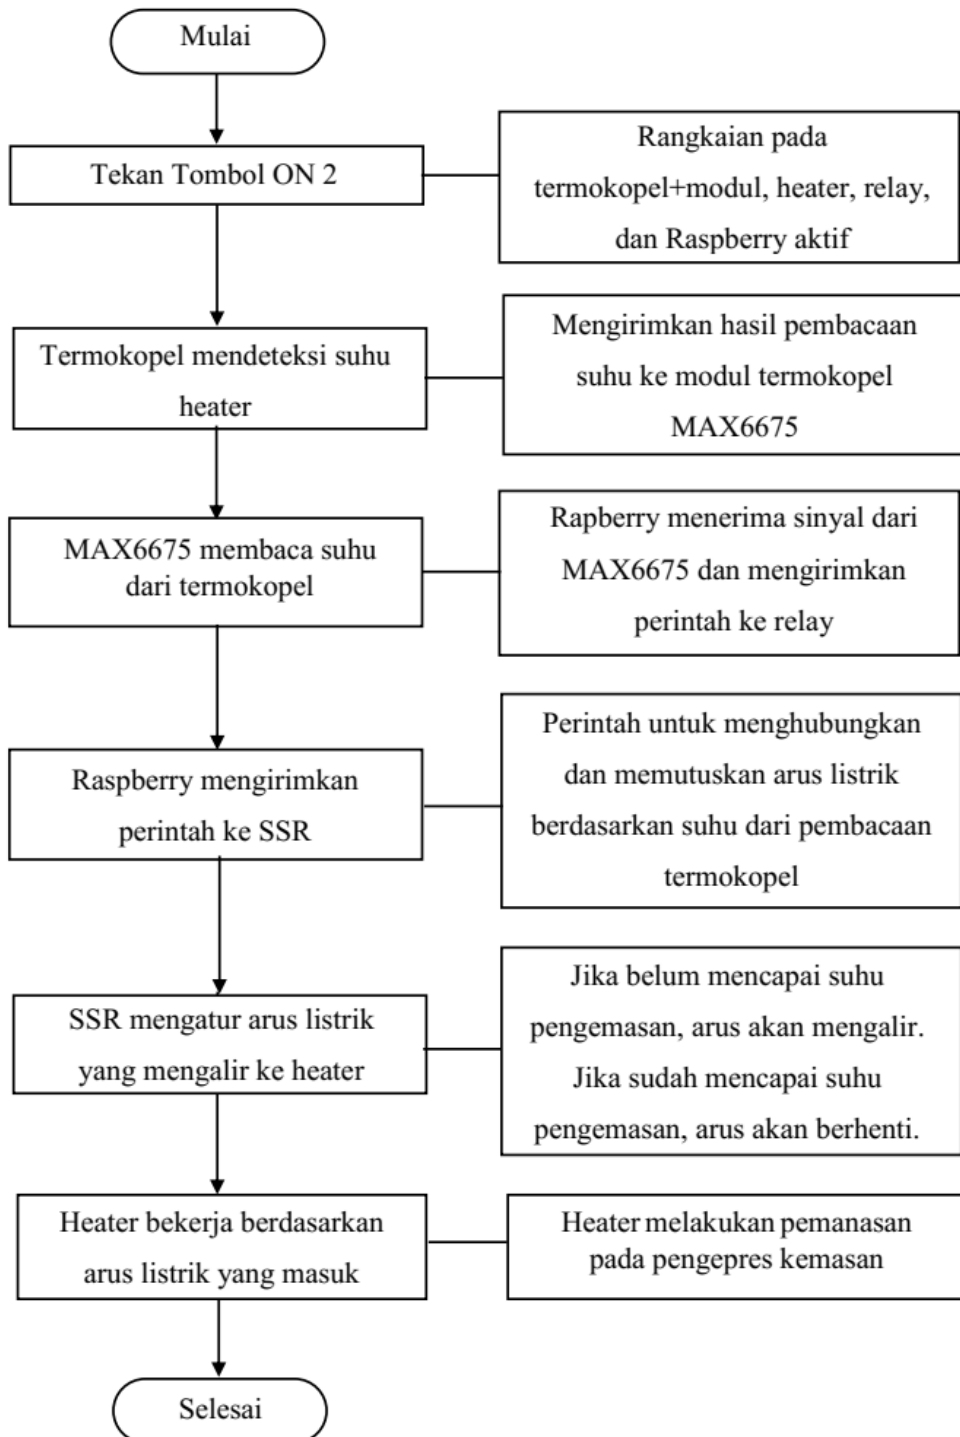 Mulai
Tekan Tombol ON 2
Rangkaian pada
termokopel+modul, heater, relay,
dan Raspberry aktif
Termokopel mendeteksi suhu
heater
Mengirimkan hasil pembacaan
suhu ke modul termokopel
MAX6675
MAX6675 membaca suhu
dari termokopel
Rapberry menerima sinyal dari
MAX6675 dan mengirimkan
perintah ke relay
Raspberry mengirimkan
perintah ke SSR
Perintah untuk menghubungkan
dan memutuskan arus listrik
berdasarkan suhu dari pembacaan
termokopel
SSR mengatur arus listrik
yang mengalir ke heater
Jika belum mencapai suhu
pengemasan, arus akan mengalir.
Jika sudah mencapai suhu
pengemasan, arus akan berhenti.
Heater bekerja berdasarkan
arus listrik yang masuk
Heater melakukan pemanasan
pada pengepres kemasan
Selesai